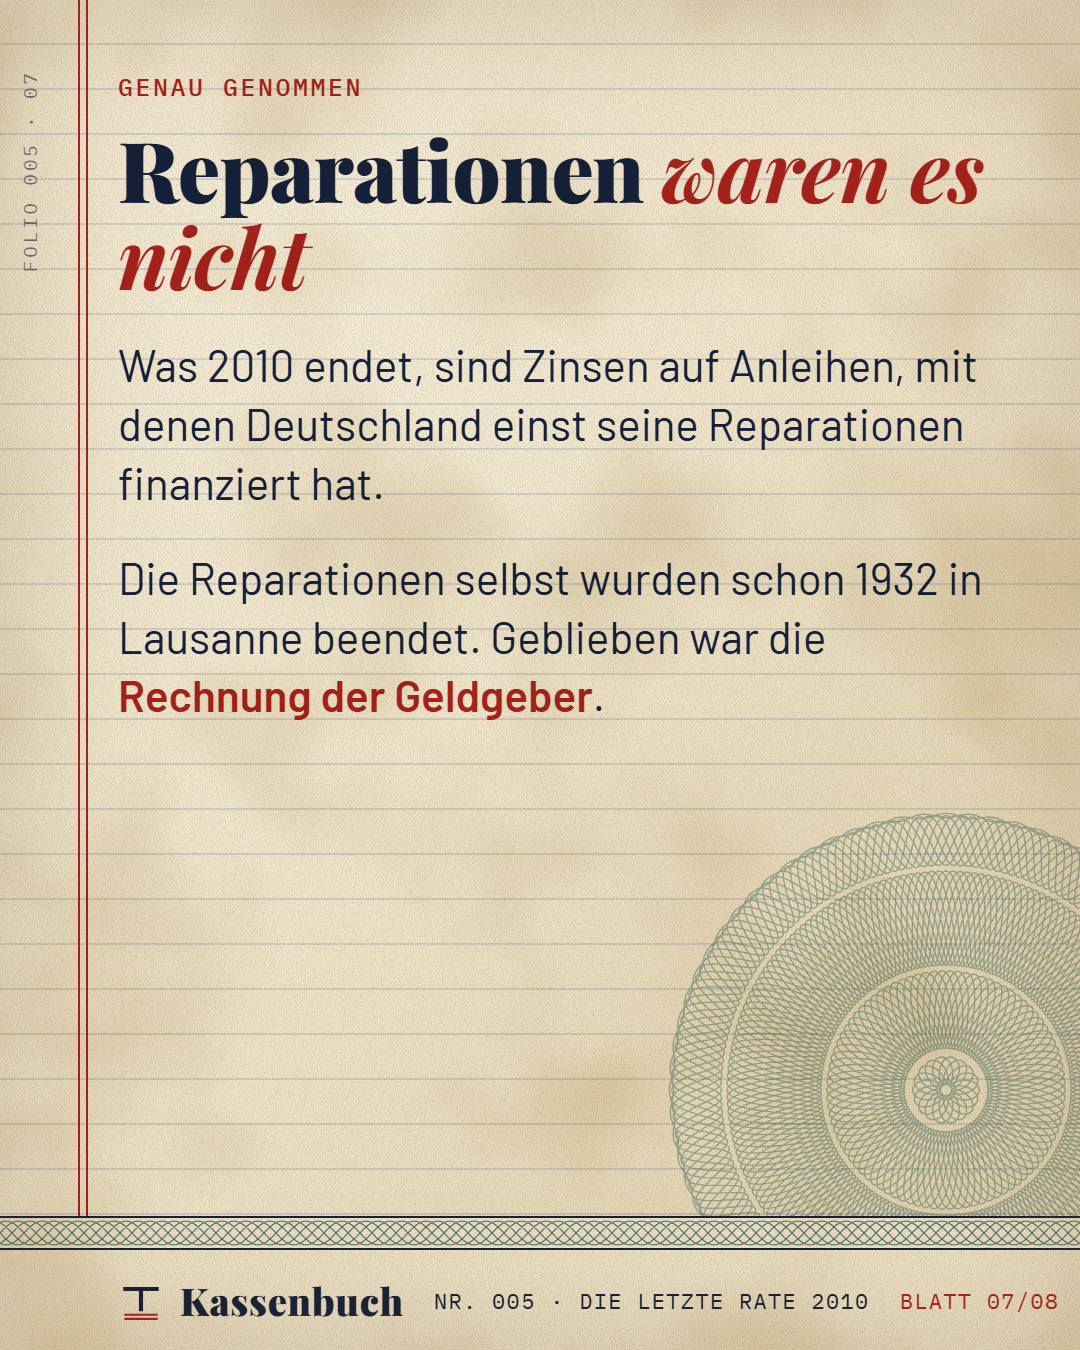 FOLIO 005 · 07
GENAU GENOMMEN
Reparationen waren es
nicht
Was 2010 endet, sind Zinsen auf Anleihen, mit
denen Deutschland einst seine Reparationen
finanziert hat.
Die Reparationen selbst wurden schon 1932 in
Lausanne beendet. Geblieben war die
Rechnung der Geldgeber.
Kassenbuch NR. 005 · DIE LETZTE RATE 2010 BLATT 07/08